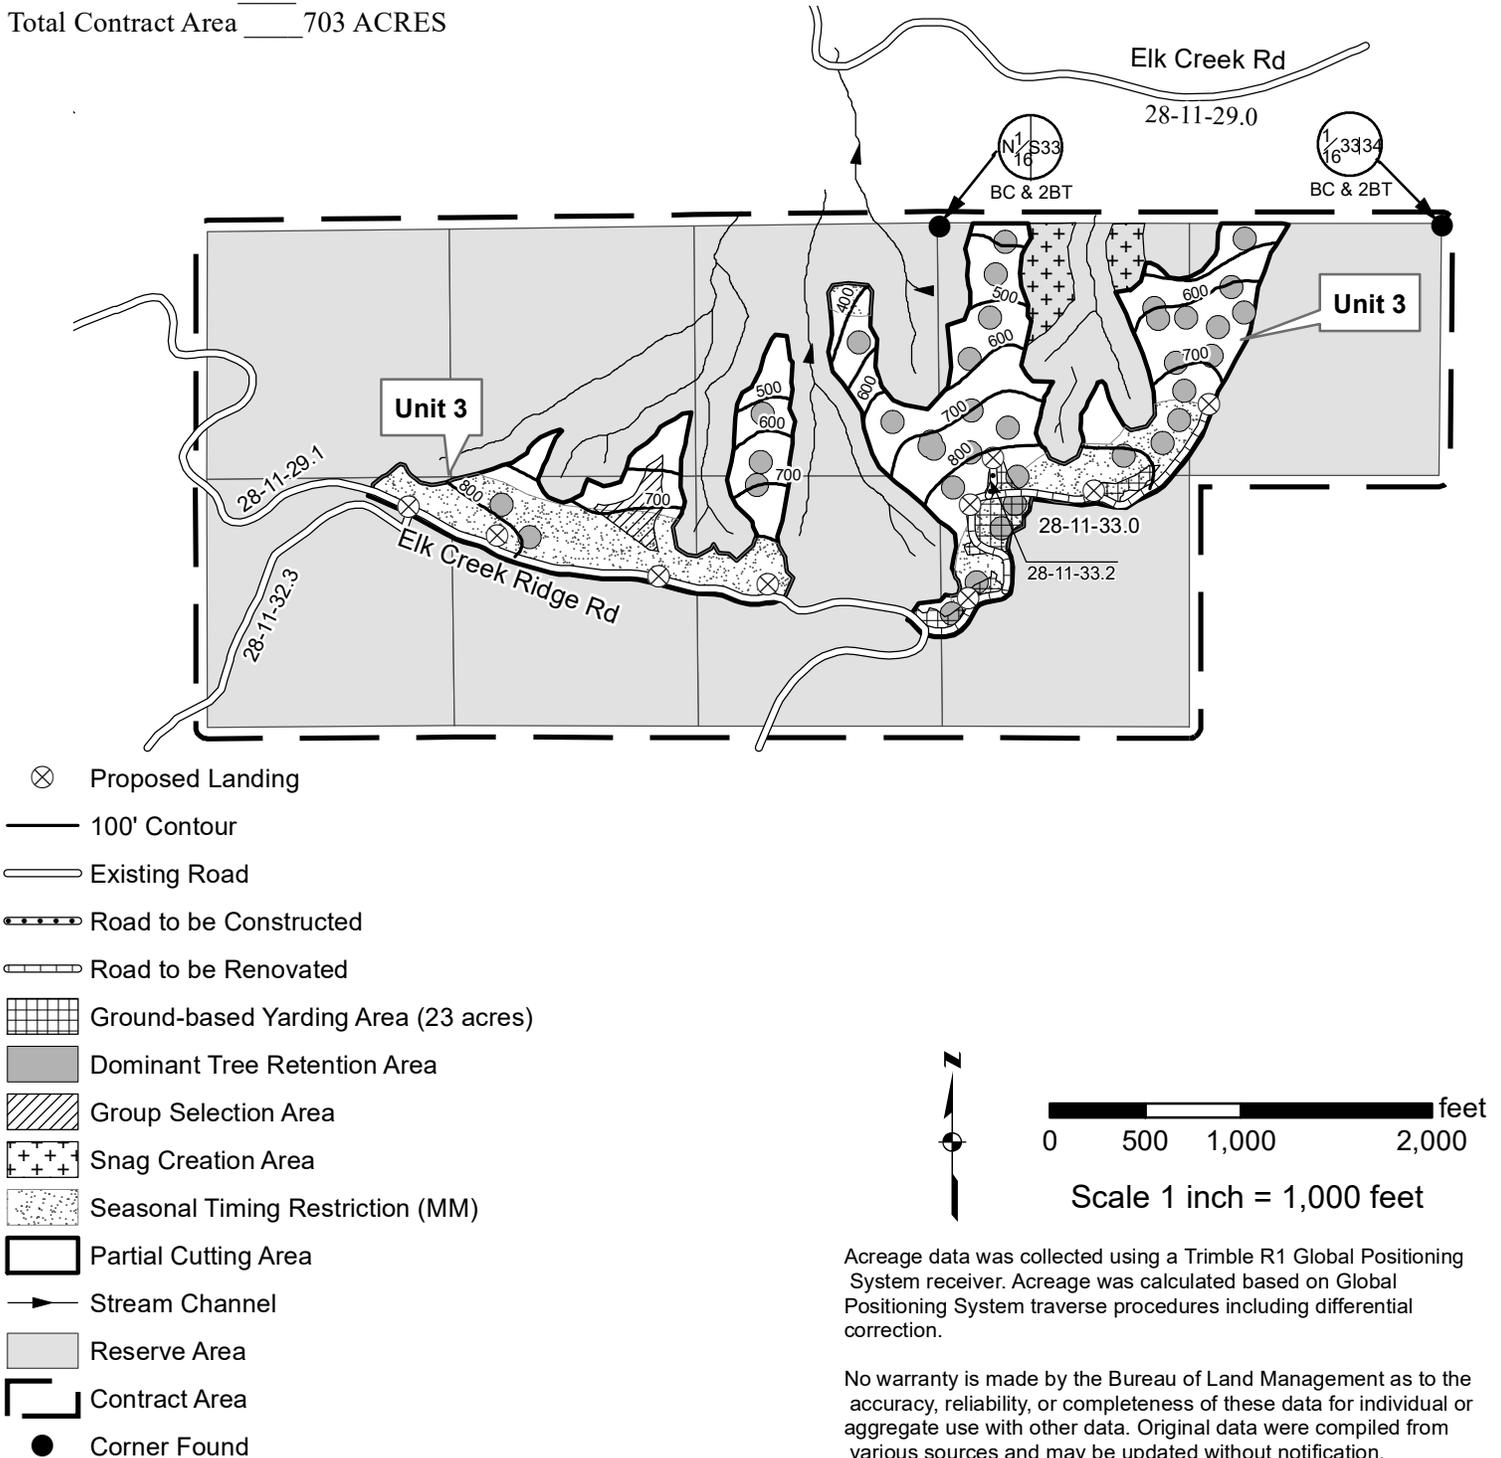 Total Contract Area ____703 ACRES
Elk Creek Rd
28-11-29.0
N 1/16 S33
BC & 2BT
1/16 33|34
BC & 2BT
Unit 3
Unit 3
400
500
600
700
800
600
600
700
500
600
700
700
800
28-11-29.1
28-11-32.3
Elk Creek Ridge Rd
28-11-33.0
28-11-33.2
Proposed Landing
100' Contour
Existing Road
Road to be Constructed
Road to be Renovated
Ground-based Yarding Area (23 acres)
Dominant Tree Retention Area
Group Selection Area
Snag Creation Area
Seasonal Timing Restriction (MM)
Partial Cutting Area
Stream Channel
Reserve Area
Contract Area
Corner Found
N
feet
0 500 1,000 2,000
Scale 1 inch = 1,000 feet
Acreage data was collected using a Trimble R1 Global Positioning
System receiver. Acreage was calculated based on Global
Positioning System traverse procedures including differential
correction.
No warranty is made by the Bureau of Land Management as to the
accuracy, reliability, or completeness of these data for individual or
aggregate use with other data. Original data were compiled from
various sources and may be updated without notification.